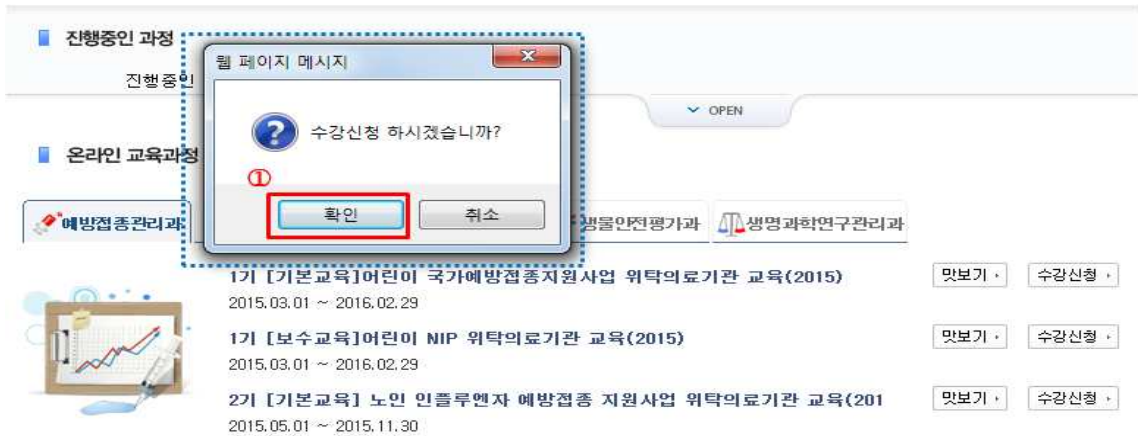 진행중인 과정
웹 페이지 메시지
진행중인
수강신청 하시겠습니까?
OPEN
온라인 교육과정
①
확인
취소
예방접종관리과
생물안전평가과
생명과학연구관리과
1기 [기본교육]어린이 국가예방접종지원사업 위탁의료기관 교육(2015)
맛보기
수강신청
2015.03.01 ~ 2016.02.29
1기 [보수교육]어린이 NIP 위탁의료기관 교육(2015)
맛보기
수강신청
2015.03.01 ~ 2016.02.29
2기 [기본교육] 노인 인플루엔자 예방접종 지원사업 위탁의료기관 교육(201
맛보기
수강신청
2015.05.01 ~ 2015.11.30